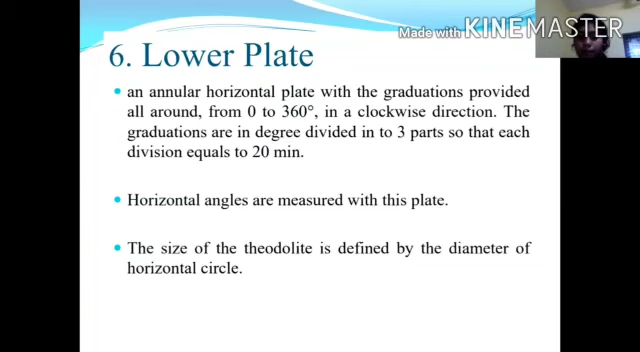 Made with KINEMASTER
6. Lower Plate
• an annular horizontal plate with the graduations provided
all around, from 0 to 360°, in a clockwise direction. The
graduations are in degree divided in to 3 parts so that each
division equals to 20 min.
• Horizontal angles are measured with this plate.
• The size of the theodolite is defined by the diameter of
horizontal circle.